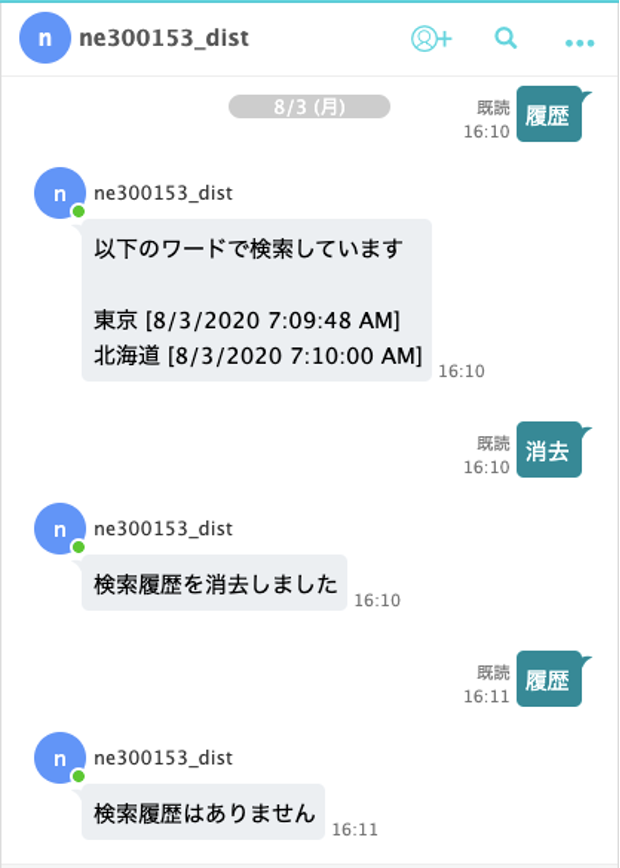 n ne300153_dist
8/3 (月)
既読
16:10
履歴
n ne300153_dist
以下のワードで検索しています
東京 [8/3/2020 7:09:48 AM]
北海道 [8/3/2020 7:10:00 AM]
16:10
既読
16:10
消去
n ne300153_dist
検索履歴を消去しました
16:10
既読
16:11
履歴
n ne300153_dist
検索履歴はありません
16:11